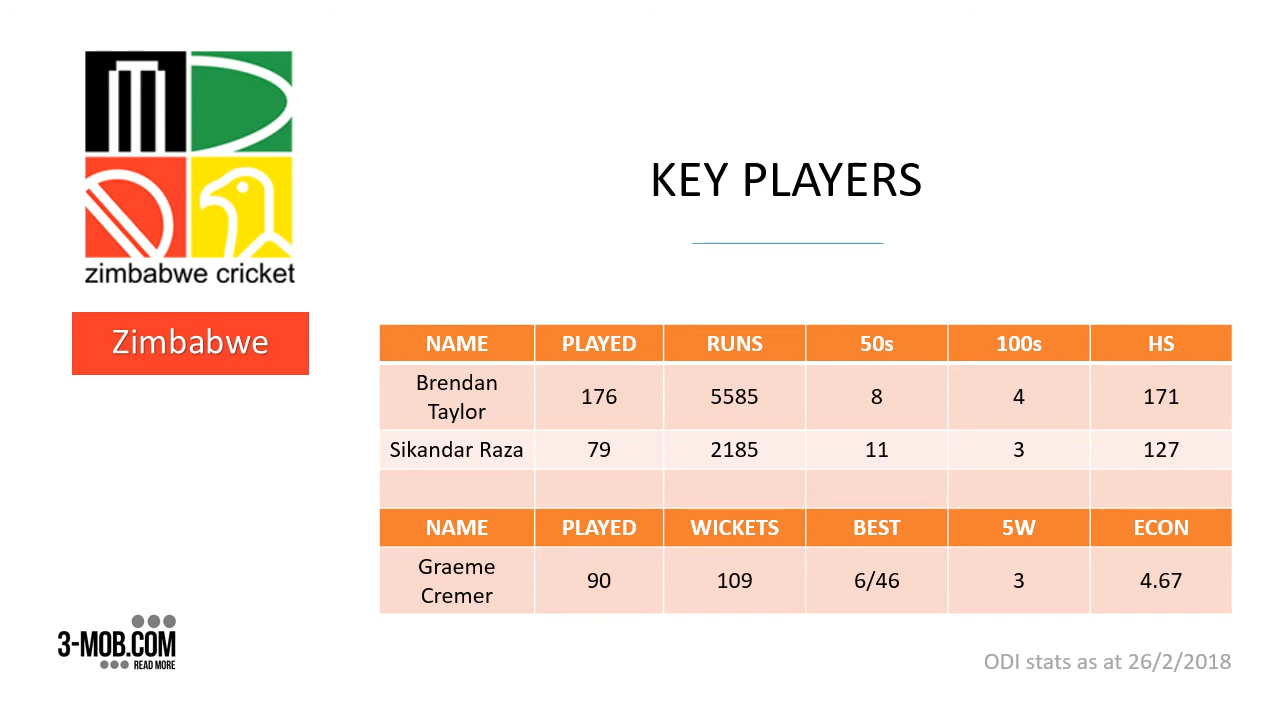 zimbabwe cricket
Zimbabwe
KEY PLAYERS
NAME PLAYED RUNS 50s 100s HS
Brendan Taylor 176 5585 8 4 171
Sikandar Raza 79 2185 11 3 127
NAME PLAYED WICKETS BEST 5W ECON
Graeme Cremer 90 109 6/46 3 4.67
3-MOB.COM
READ MORE
ODI stats as at 26/2/2018